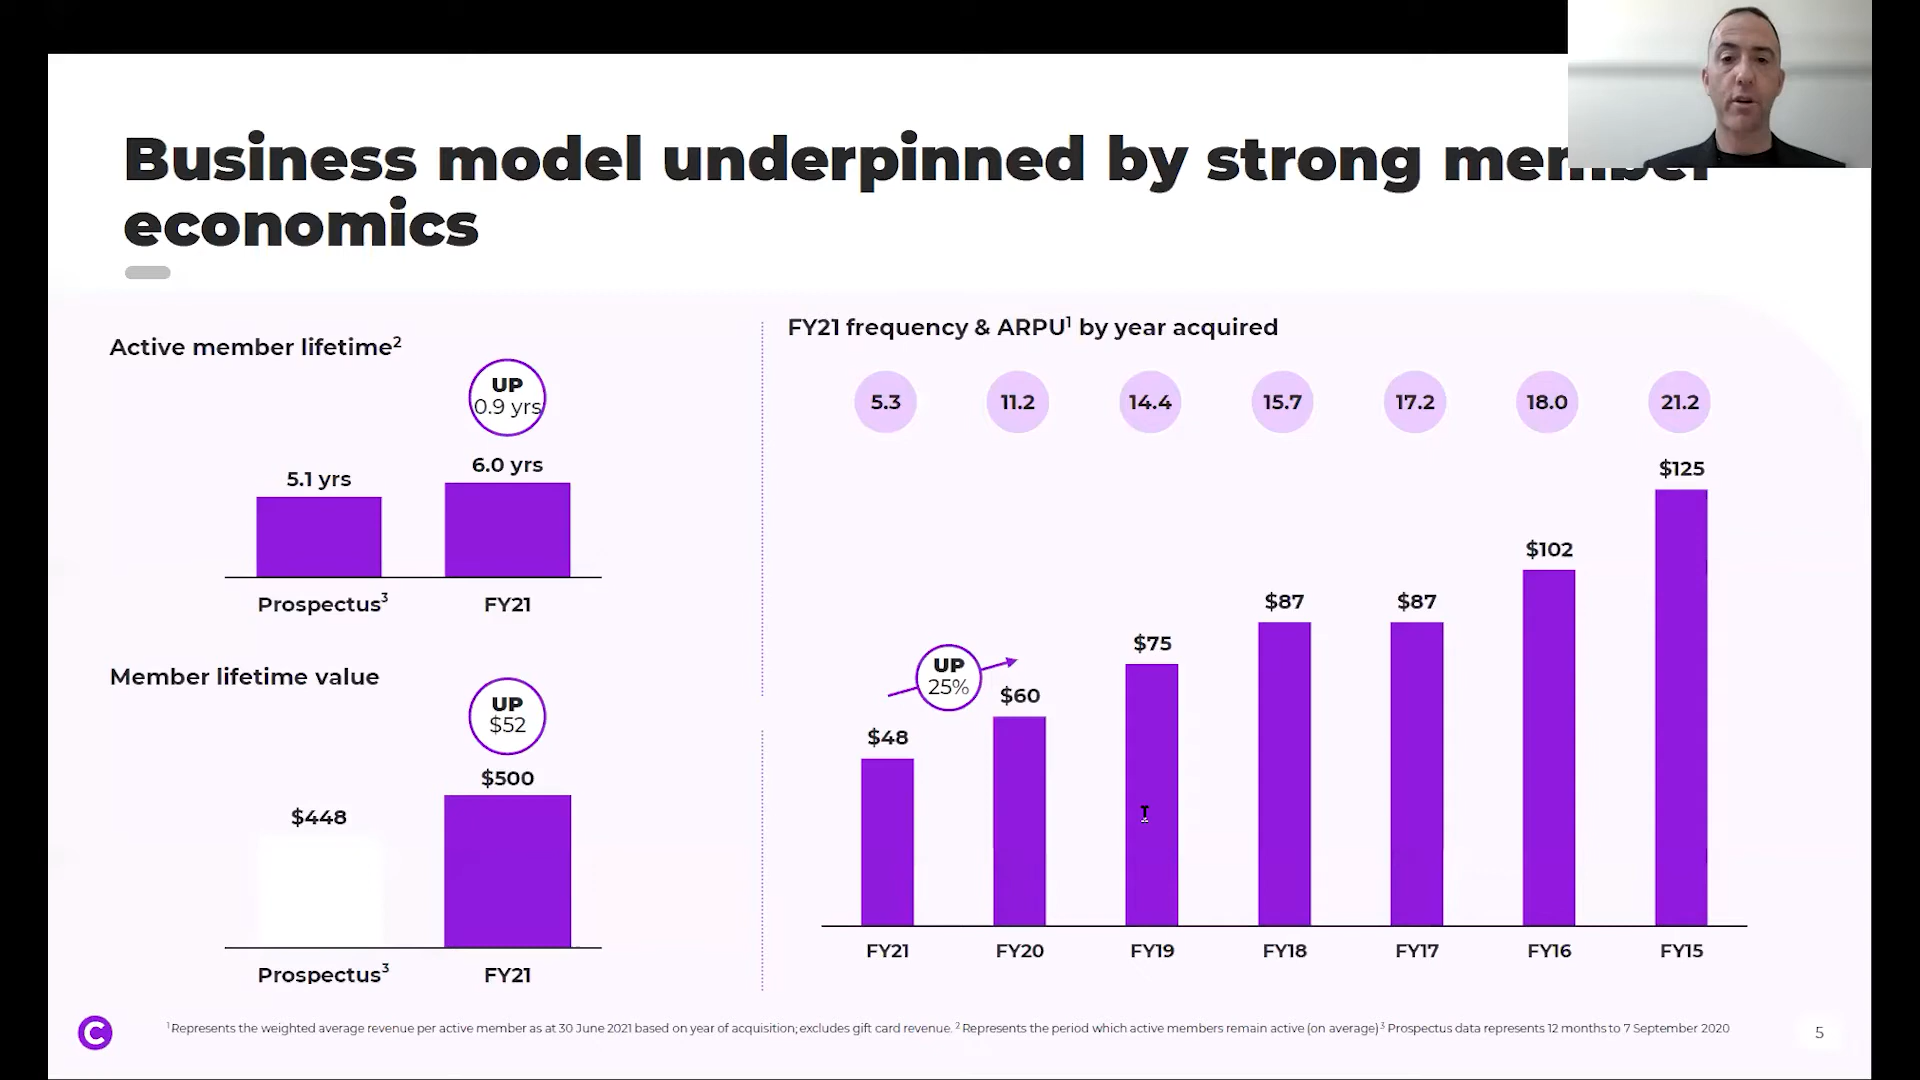 Business model underpinned by strong member
economics
Active member lifetime²
UP
0.9 yrs
5.1 yrs
6.0 yrs
Prospectus³
FY21
Member lifetime value
UP
$52
$448
$500
Prospectus³
FY21
FY21 frequency & ARPU¹ by year acquired
5.3 11.2 14.4 15.7 17.2 18.0 21.2
UP
25%
$48 $60 $75 $87 $87 $102 $125
FY21 FY20 FY19 FY18 FY17 FY16 FY15
C
¹Represents the weighted average revenue per active member as at 30 June 2021 based on year of acquisition; excludes gift card revenue. ² Represents the period which active members remain active (on average) ³ Prospectus data represents 12 months to 7 September 2020
5